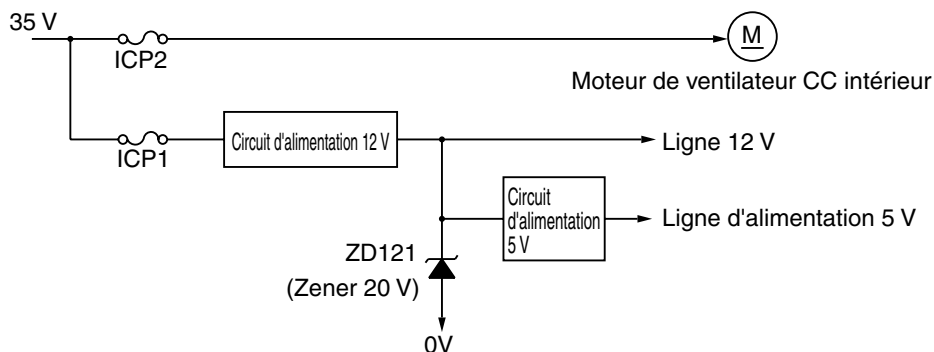 35 V
ICP2
M
Moteur de ventilateur CC intérieur
ICP1
Circuit d'alimentation 12 V
Ligne 12 V
Circuit
d'alimentation
5 V
Ligne d'alimentation 5 V
ZD121
(Zener 20 V)
0V